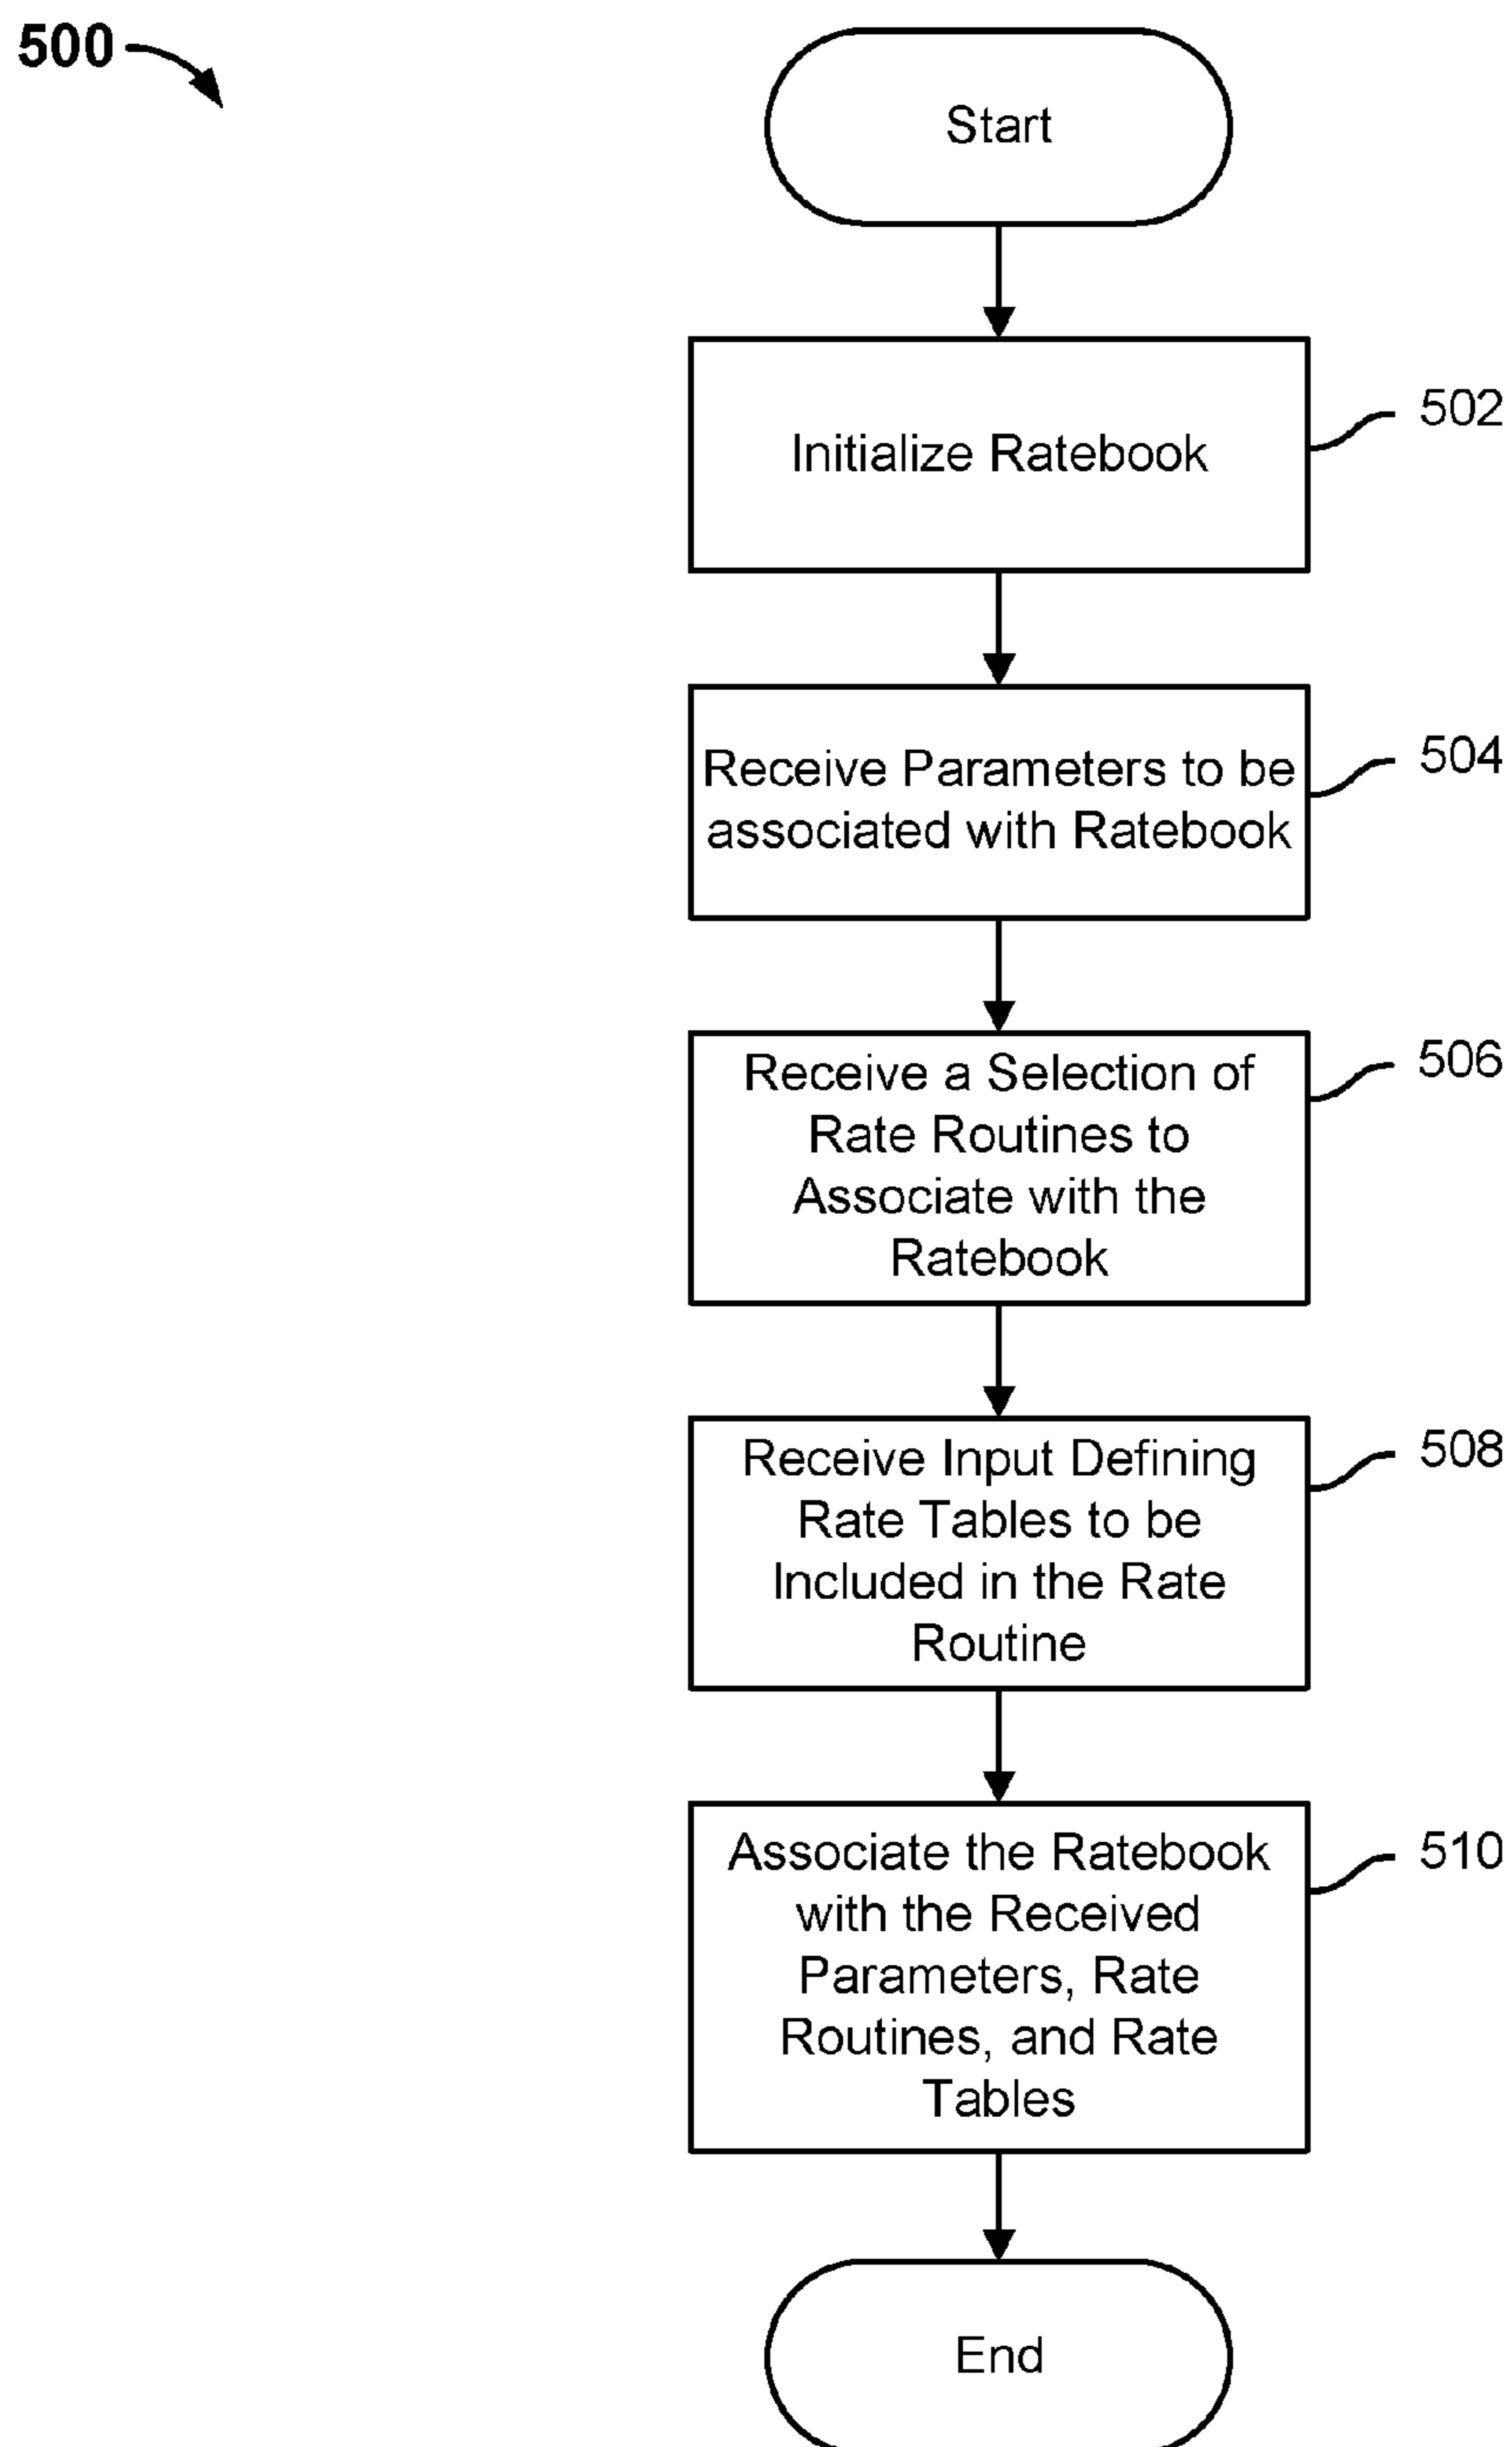 500
Start
Initialize Ratebook
502
Receive Parameters to be
associated with Ratebook
504
Receive a Selection of
Rate Routines to
Associate with the
Ratebook
506
Receive Input Defining
Rate Tables to be
Included in the Rate
Routine
508
Associate the Ratebook
with the Received
Parameters, Rate
Routines, and Rate
Tables
510
End